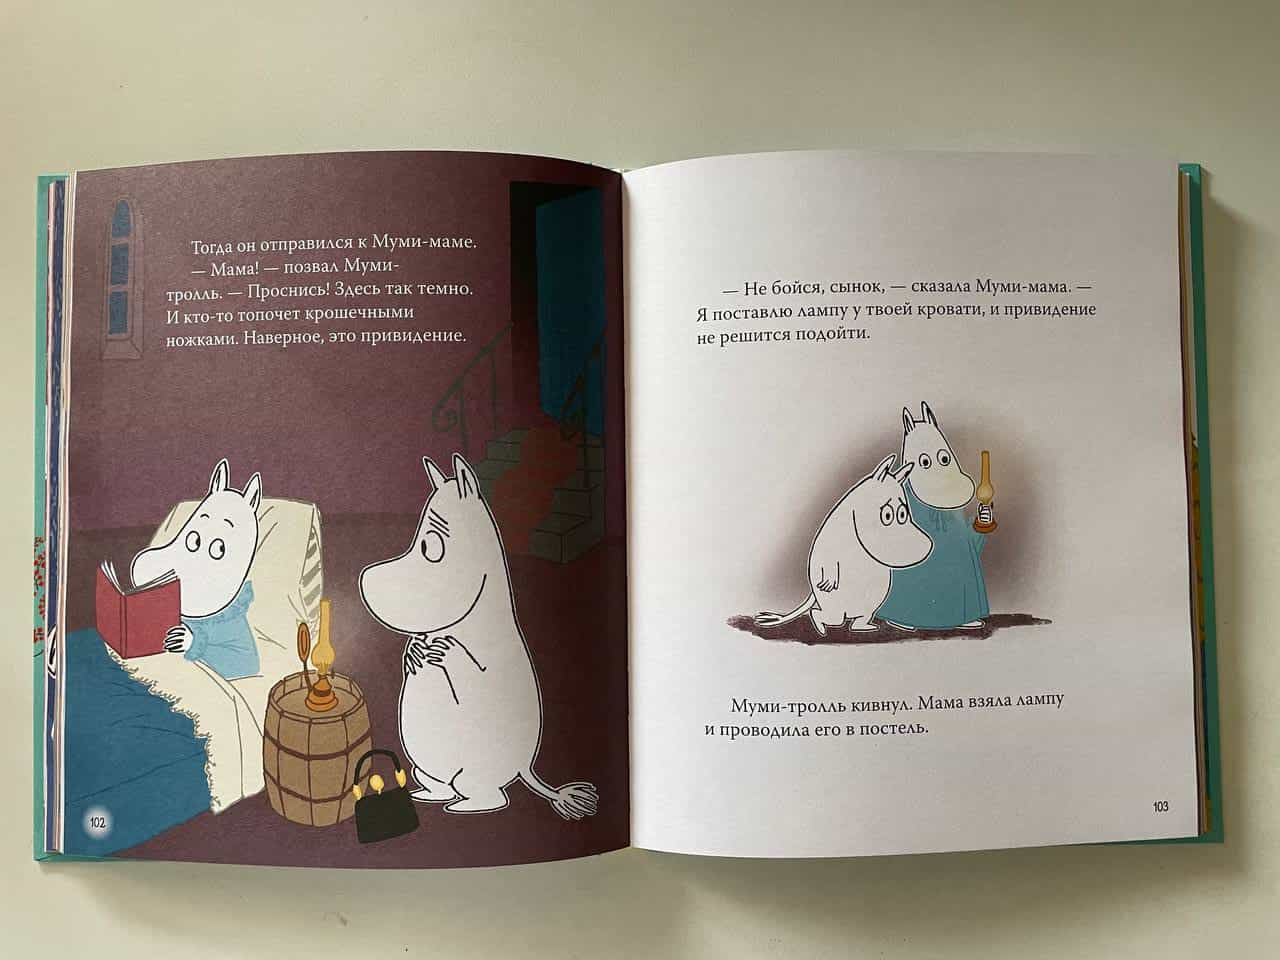 Тогда он отправился к Муми-маме.
— Мама! — позвал Муми-
тролль. — Проснись! Здесь так темно.
И кто-то топочет крошечными
ножками. Наверное, это привидение.
102
— Не бойся, сынок, — сказала Муми-мама. —
Я поставлю лампу у твоей кровати, и привидение
не решится подойти.
Муми-тролль кивнул. Мама взяла лампу
и проводила его в постель.
103